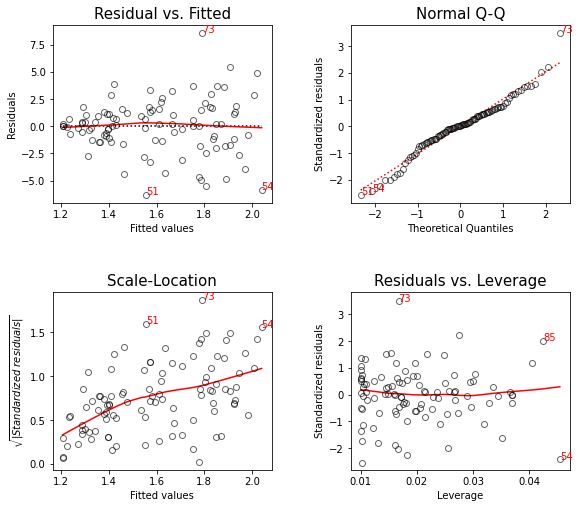 Residual vs. Fitted
73
7.5
5.0
2.5
0.0
−2.5
−5.0
51
54
Residuals
1.2 1.4 1.6 1.8 2.0
Fitted values
Normal Q-Q
73
3
2
1
0
−1
−2
51 54
Standardized residuals
−2 −1 0 1 2
Theoretical Quantiles
Scale-Location
73
51
54
1.5
1.0
0.5
0.0
√|Standardized residuals|
1.2 1.4 1.6 1.8 2.0
Fitted values
Residuals vs. Leverage
73
85
54
3
2
1
0
−1
−2
Standardized residuals
0.01 0.02 0.03 0.04
Leverage